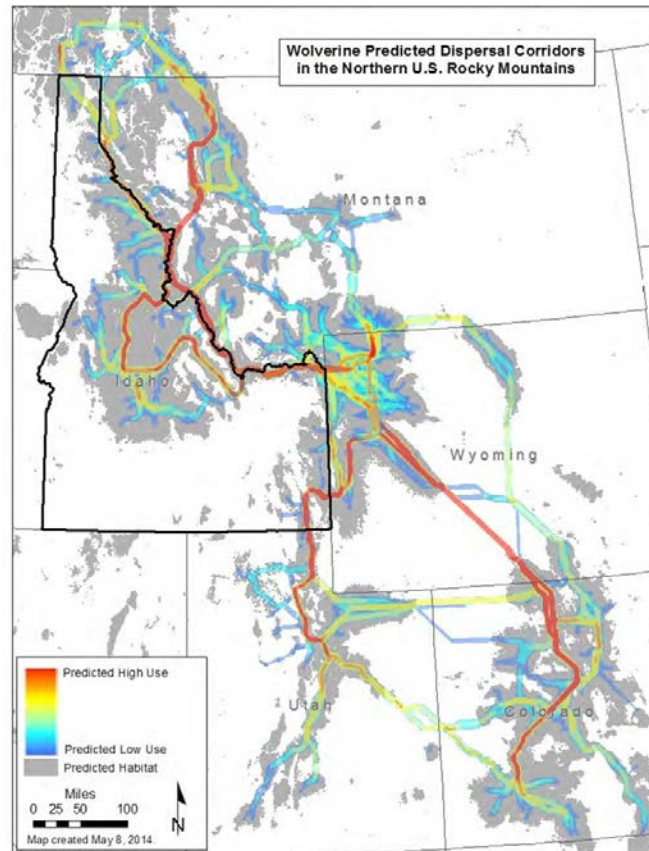 Wolverine Predicted Dispersal Corridors
in the Northern U.S. Rocky Mountains
Montana
Idaho
Wyoming
Utah
Colorado
Predicted High Use
Predicted Low Use
Predicted Habitat
Miles
0 25 50 100
N
Map created May 8, 2014.